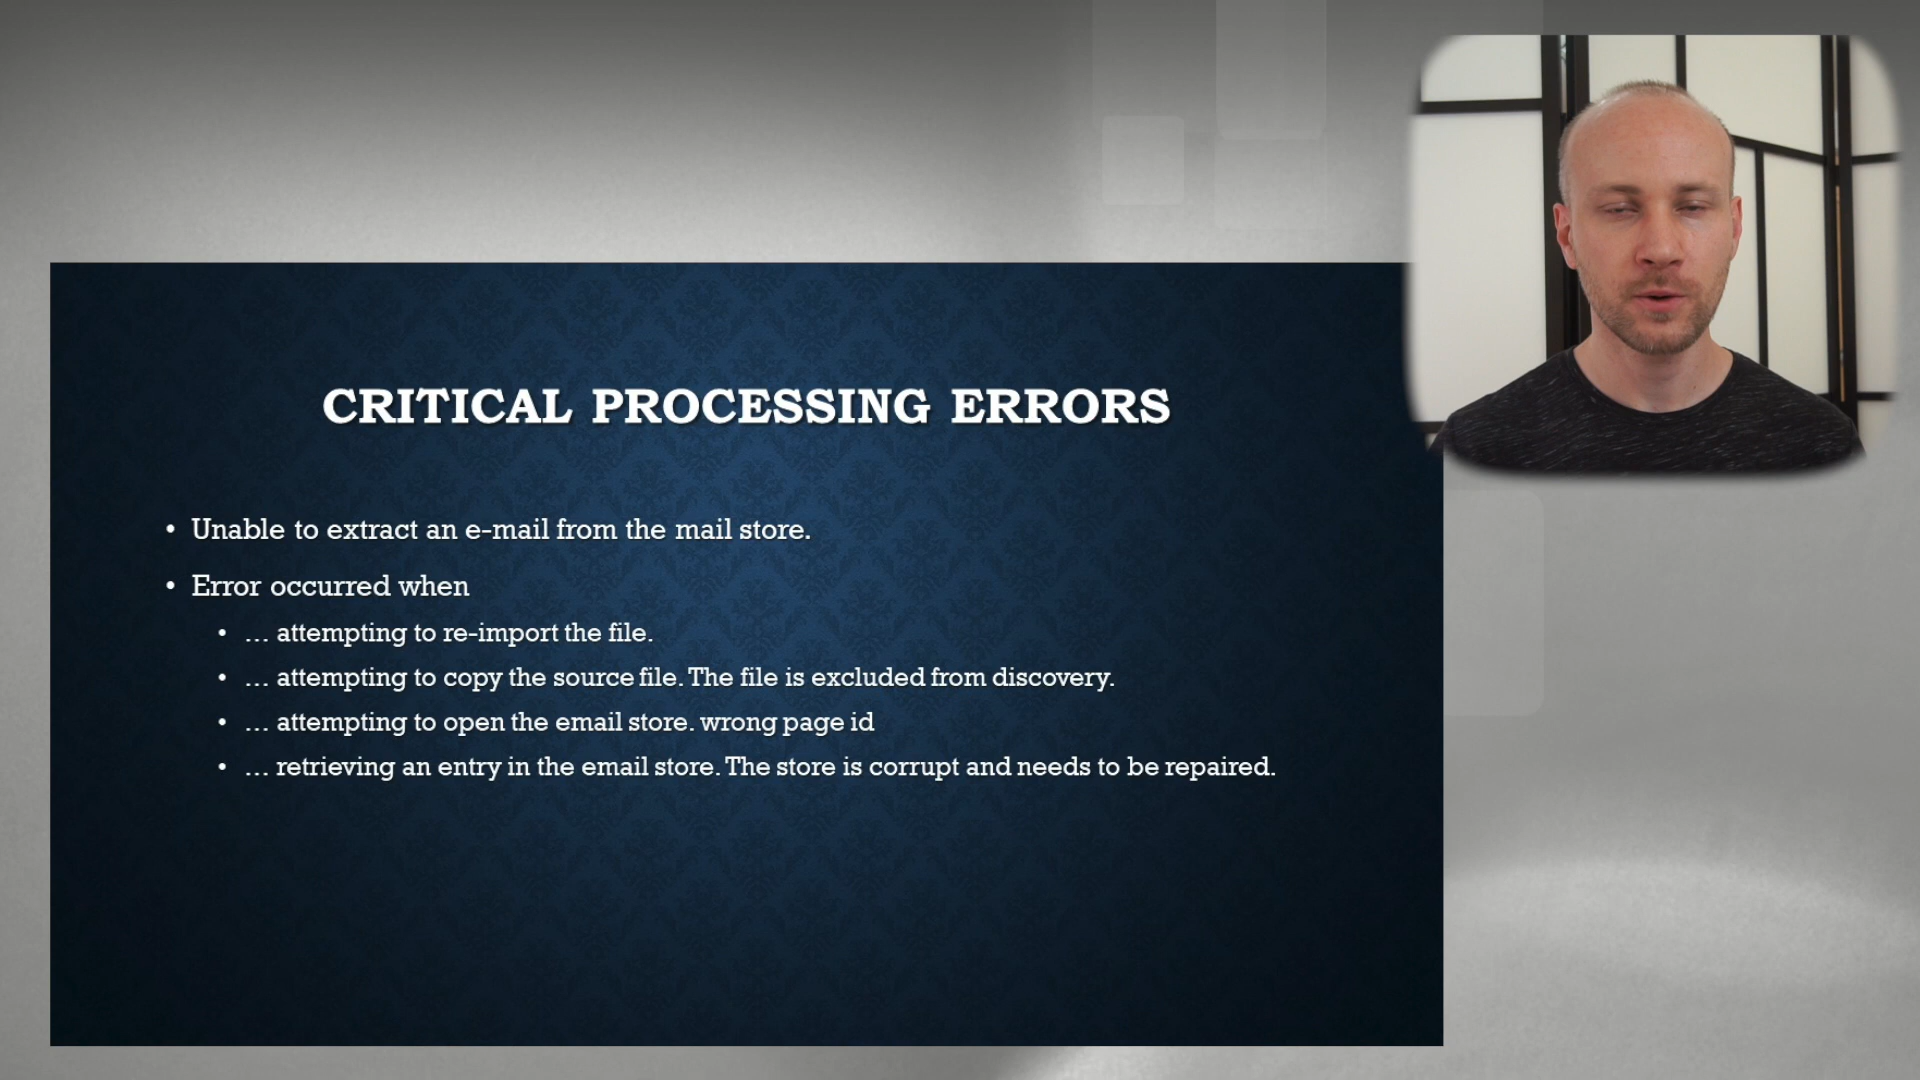 CRITICAL PROCESSING ERRORS
• Unable to extract an e-mail from the mail store.
• Error occurred when
• … attempting to re-import the file.
• … attempting to copy the source file. The file is excluded from discovery.
• … attempting to open the email store. wrong page id
• … retrieving an entry in the email store. The store is corrupt and needs to be repaired.